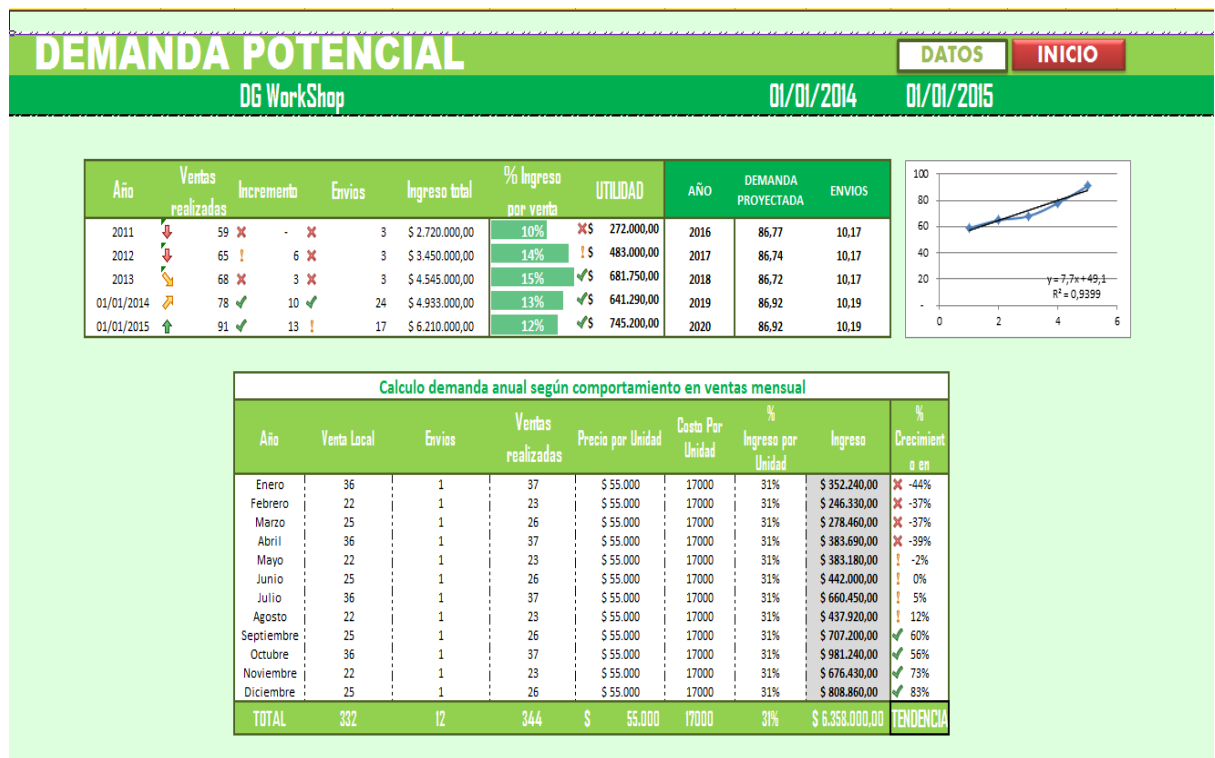 DEMANDA POTENCIAL DATOS INICIO
DG WorkShop 01/01/2014 01/01/2015
Año Ventas realizadas Incremento Envios Ingreso total % Ingreso por venta UTILIDAD AÑO DEMANDA PROYECTADA ENVIOS
2011 59 - 3 $ 2.720.000,00 10% $ 272.000,00 2016 86,77 10,17
2012 65 6 3 $ 3.450.000,00 14% $ 483.000,00 2017 86,74 10,17
2013 68 3 3 $ 4.545.000,00 15% $ 681.750,00 2018 86,72 10,17
01/01/2014 78 10 24 $ 4.933.000,00 13% $ 641.290,00 2019 86,92 10,19
01/01/2015 91 13 17 $ 6.210.000,00 12% $ 745.200,00 2020 86,92 10,19
100
80
60
40
20
-
0 2 4 6
y = 7,7x + 49,1
R² = 0,9399
Calculo demanda anual según comportamiento en ventas mensual
Año Venta Local Envios Ventas realizadas Precio por Unidad Costo Por Unidad % Ingreso por Unidad Ingreso % Crecimient o en
Enero 36 1 37 $ 55.000 17000 31% $ 352.240,00 -44%
Febrero 22 1 23 $ 55.000 17000 31% $ 246.330,00 -37%
Marzo 25 1 26 $ 55.000 17000 31% $ 278.460,00 -37%
Abril 36 1 37 $ 55.000 17000 31% $ 383.690,00 -39%
Mayo 22 1 23 $ 55.000 17000 31% $ 383.180,00 -2%
Junio 25 1 26 $ 55.000 17000 31% $ 442.000,00 0%
Julio 36 1 37 $ 55.000 17000 31% $ 660.450,00 5%
Agosto 22 1 23 $ 55.000 17000 31% $ 437.920,00 12%
Septiembre 25 1 26 $ 55.000 17000 31% $ 707.200,00 60%
Octubre 36 1 37 $ 55.000 17000 31% $ 981.240,00 56%
Noviembre 22 1 23 $ 55.000 17000 31% $ 676.430,00 73%
Diciembre 25 1 26 $ 55.000 17000 31% $ 808.860,00 83%
TOTAL 332 12 344 $ 55.000 17000 31% $ 6.358.000,00 TENDENCIA